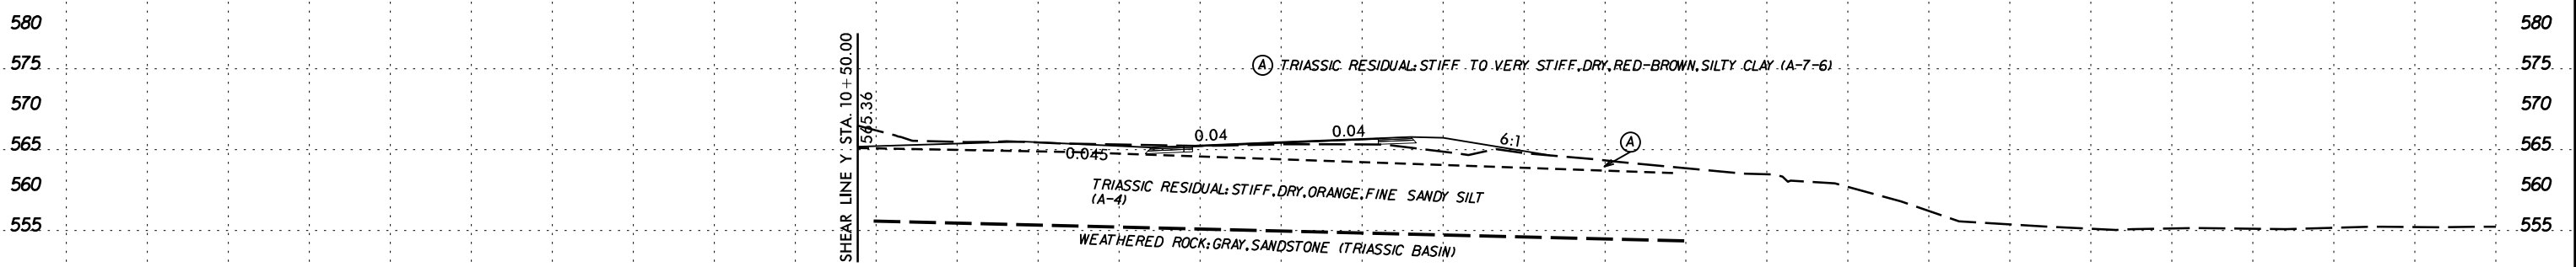 580 580
575 575
570 570
565 565
560 560
555 555
SHEAR LINE Y STA. 10+50.00
565.36
Ⓐ TRIASSIC RESIDUAL: STIFF TO VERY STIFF, DRY, RED-BROWN, SILTY CLAY (A-7-6)
0.04 0.04 6:1 Ⓐ
0.045
TRIASSIC RESIDUAL: STIFF, DRY, ORANGE, FINE SANDY SILT
(A-4)
WEATHERED ROCK: GRAY, SANDSTONE (TRIASSIC BASIN)